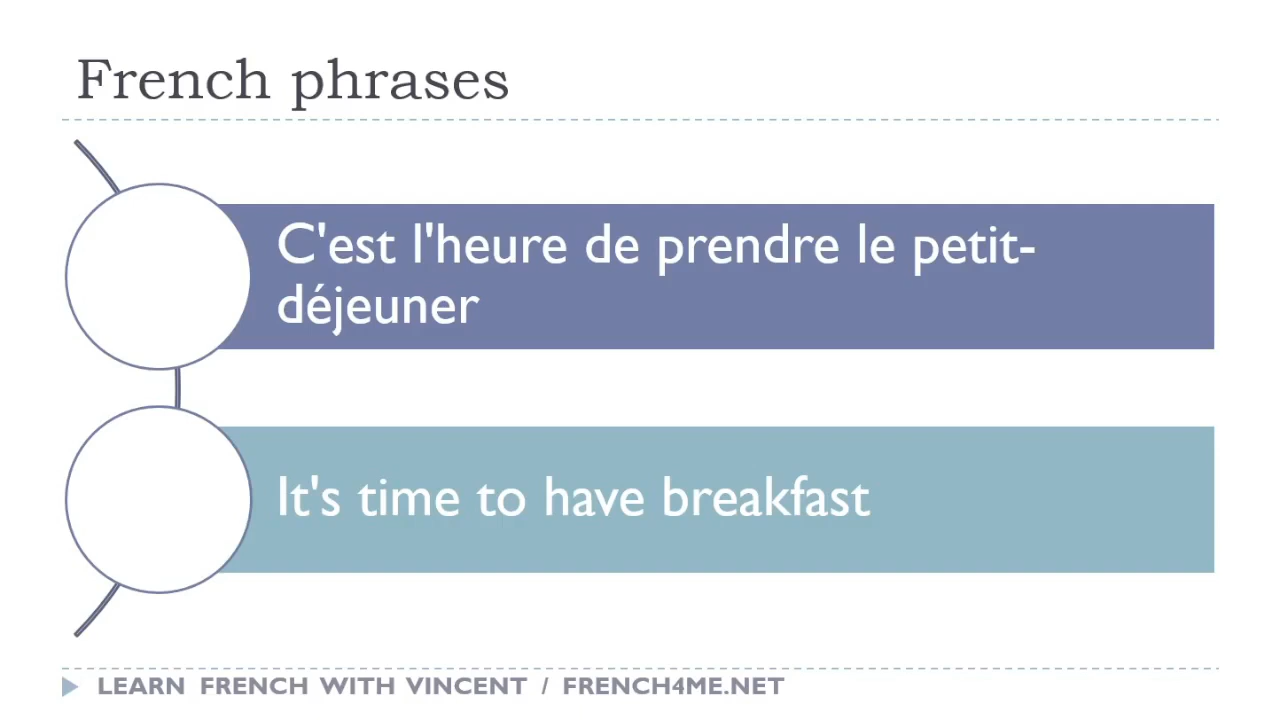 French phrases
C'est l'heure de prendre le petit-
déjeuner
It's time to have breakfast
LEARN FRENCH WITH VINCENT / FRENCH4ME.NET